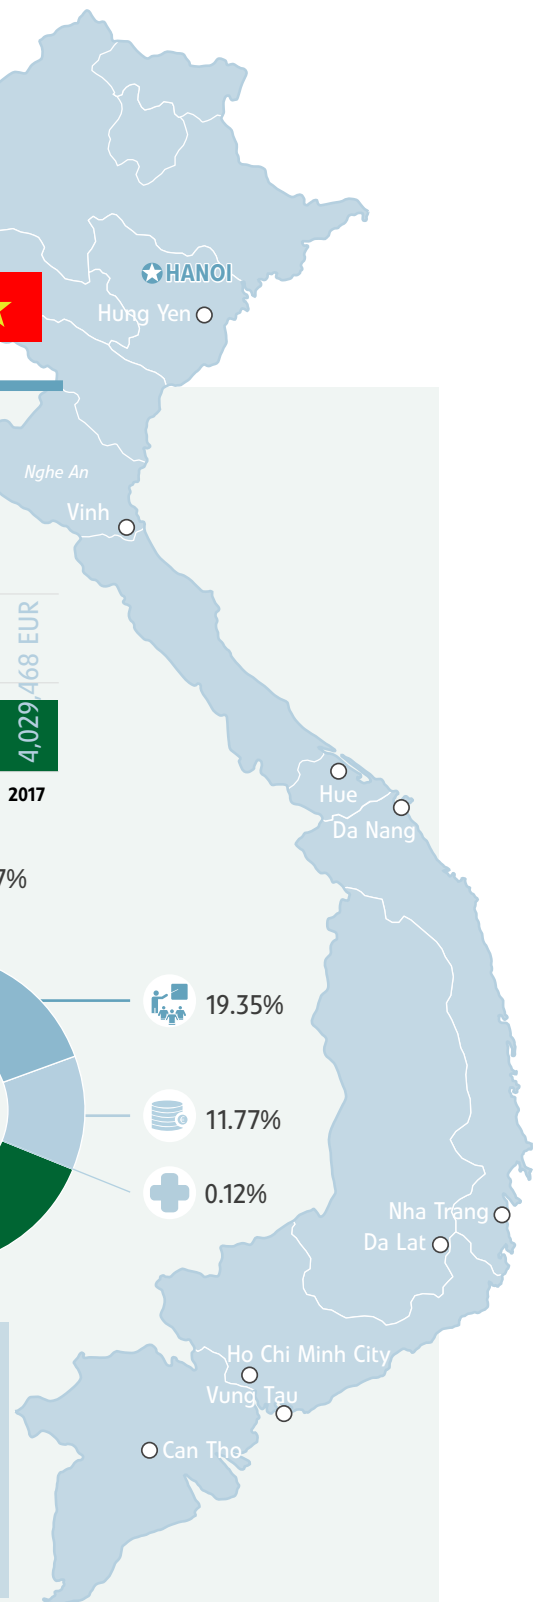 HANOI
Hung Yen
Nghe An
Vinh
4,029,468 EUR
2017
Hue
Da Nang
7%
19.35%
11.77%
0.12%
Nha Trang
Da Lat
Ho Chi Minh City
Vung Tau
Can Tho